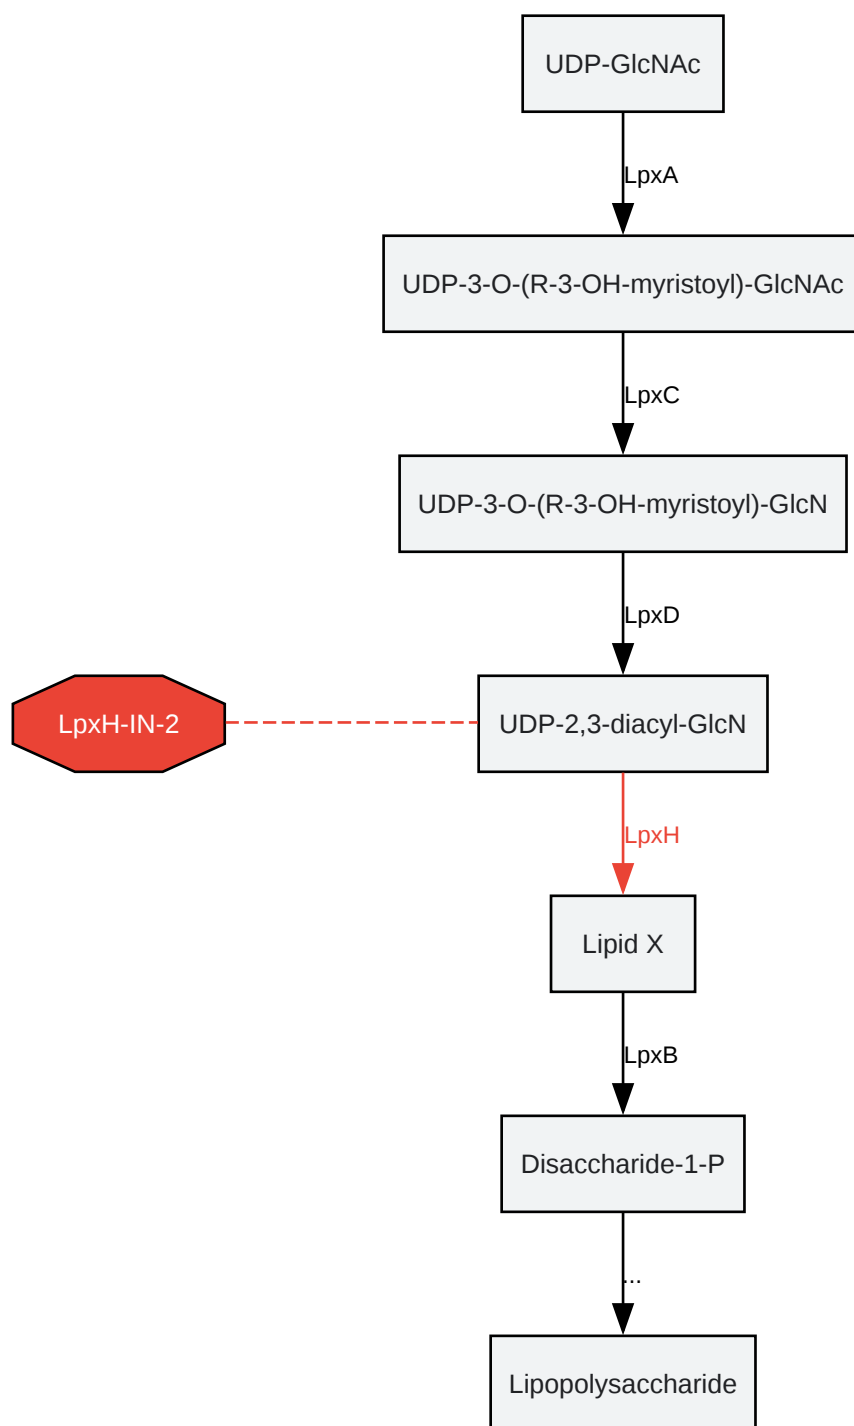 UDP-GlcNAc
LpxA
UDP-3-O-(R-3-OH-myristoyl)-GlcNAc
LpxC
UDP-3-O-(R-3-OH-myristoyl)-GlcN
LpxD
LpxH-IN-2
UDP-2,3-diacyl-GlcN
LpxH
Lipid X
LpxB
Disaccharide-1-P
...
Lipopolysaccharide